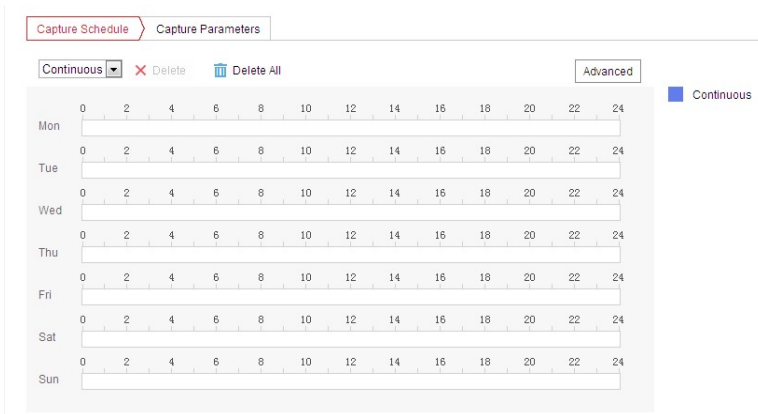 Capture Schedule Capture Parameters
Continuous Delete Delete All Advanced
Continuous
0 2 4 6 8 10 12 14 16 18 20 22 24
Mon
0 2 4 6 8 10 12 14 16 18 20 22 24
Tue
0 2 4 6 8 10 12 14 16 18 20 22 24
Wed
0 2 4 6 8 10 12 14 16 18 20 22 24
Thu
0 2 4 6 8 10 12 14 16 18 20 22 24
Fri
0 2 4 6 8 10 12 14 16 18 20 22 24
Sat
0 2 4 6 8 10 12 14 16 18 20 22 24
Sun